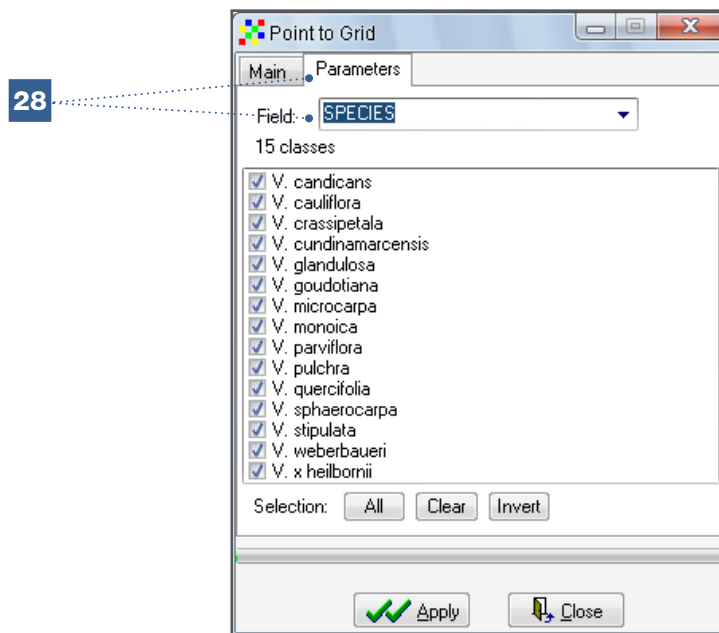 Point to Grid
Main Parameters
28
Field: SPECIES
15 classes
V. candicans
V. cauliflora
V. crassipetala
V. cundinamarcensis
V. glandulosa
V. goudotiana
V. microcarpa
V. monoica
V. parviflora
V. pulchra
V. quercifolia
V. sphaerocarpa
V. stipulata
V. weberbaueri
V. x heilbornii
Selection: All Clear Invert
Apply Close